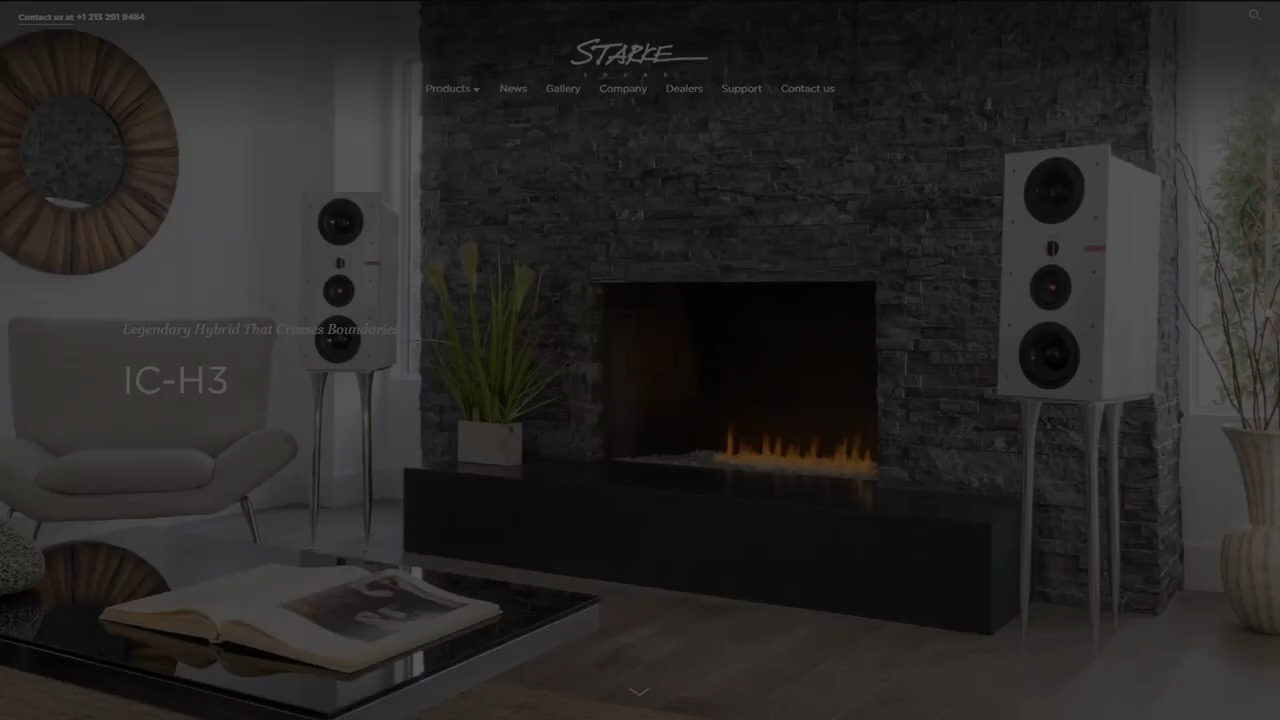 Contact us at +1 213 291 9484
STARKE
SOUND
Products News Gallery Company Dealers Support Contact us
Legendary Hybrid That Crosses Boundaries
IC-H3